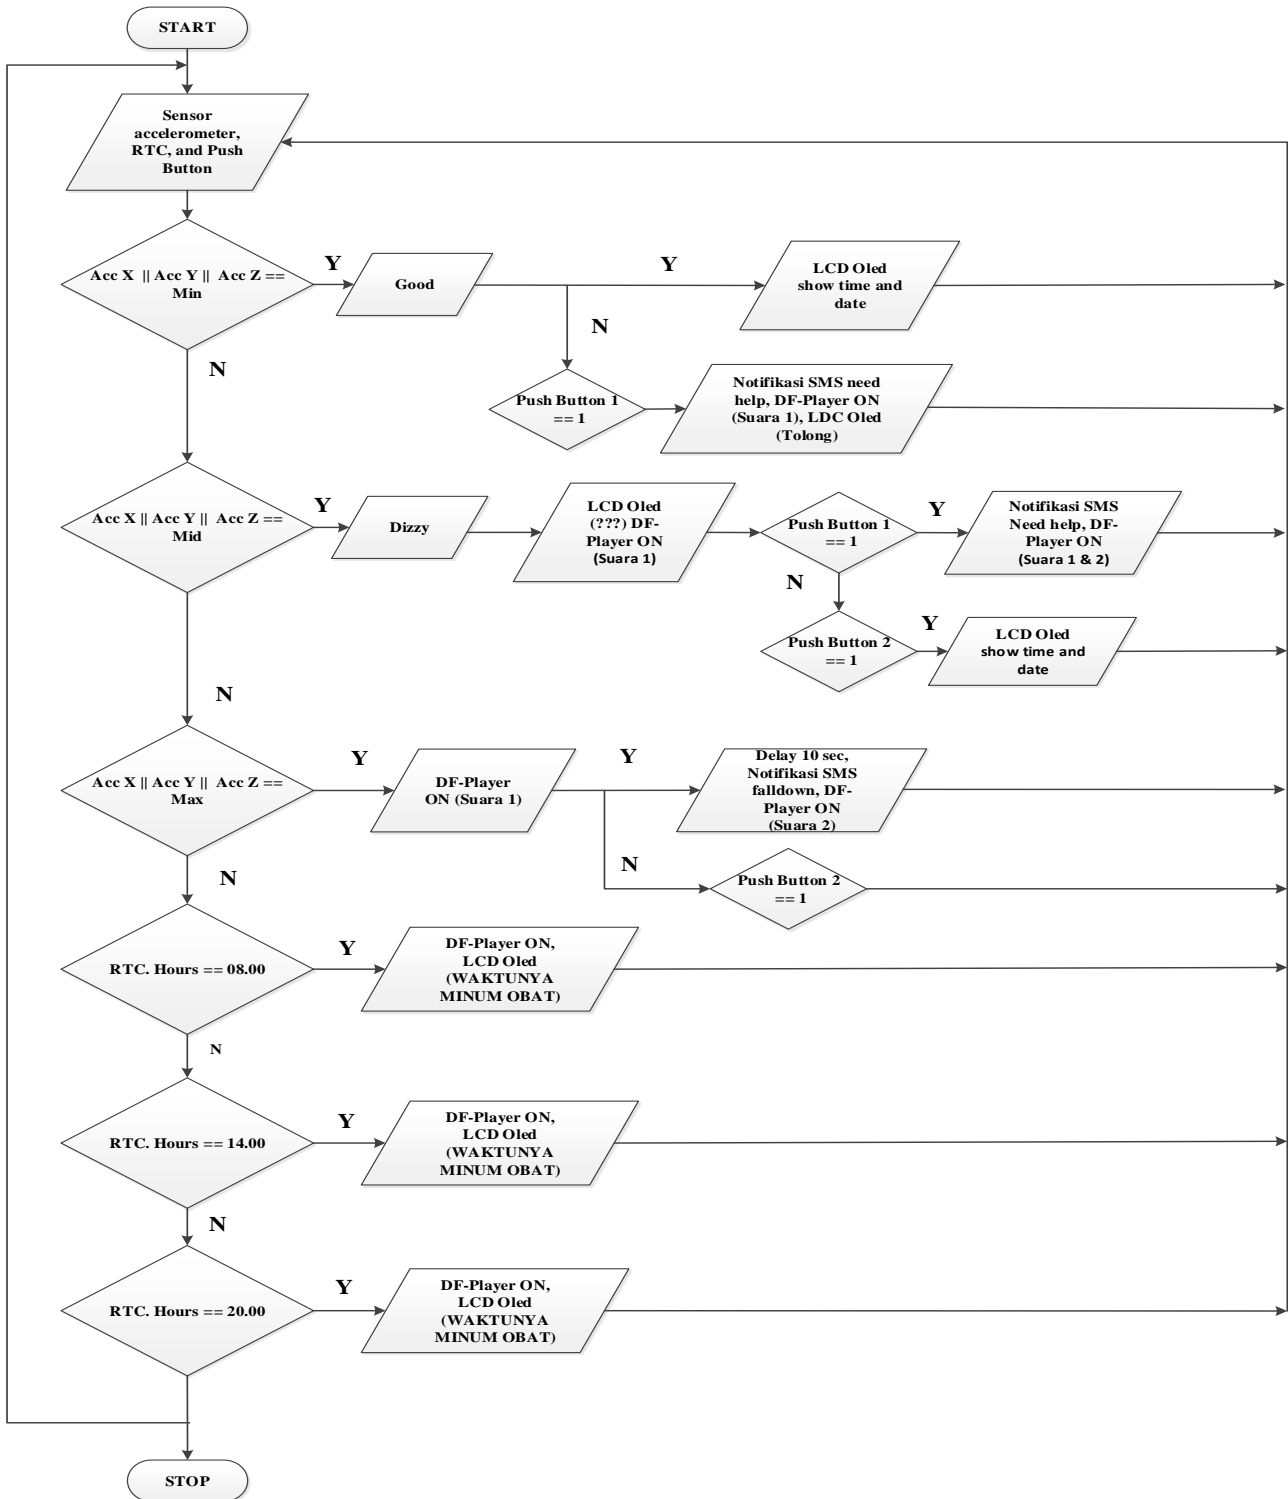 START
Sensor
accelerometer,
RTC, and Push
Button
Acc X || Acc Y || Acc Z ==
Min
Y
Good
Y
LCD Oled
show time and
date
N
N
Push Button 1
== 1
Notifikasi SMS need
help, DF-Player ON
(Suara 1), LDC Oled
(Tolong)
Acc X || Acc Y || Acc Z ==
Mid
Y
Dizzy
LCD Oled
(???) DF-
Player ON
(Suara 1)
Push Button 1
== 1
Y
Notifikasi SMS
Need help, DF-
Player ON
(Suara 1 & 2)
N
Push Button 2
== 1
Y
LCD Oled
show time and
date
N
Acc X || Acc Y || Acc Z ==
Max
Y
DF-Player
ON (Suara 1)
Y
Delay 10 sec,
Notifikasi SMS
falldown, DF-
Player ON
(Suara 2)
N
Push Button 2
== 1
N
RTC. Hours == 08.00
Y
DF-Player ON,
LCD Oled
(WAKTUNYA
MINUM OBAT)
N
RTC. Hours == 14.00
Y
DF-Player ON,
LCD Oled
(WAKTUNYA
MINUM OBAT)
N
RTC. Hours == 20.00
Y
DF-Player ON,
LCD Oled
(WAKTUNYA
MINUM OBAT)
STOP